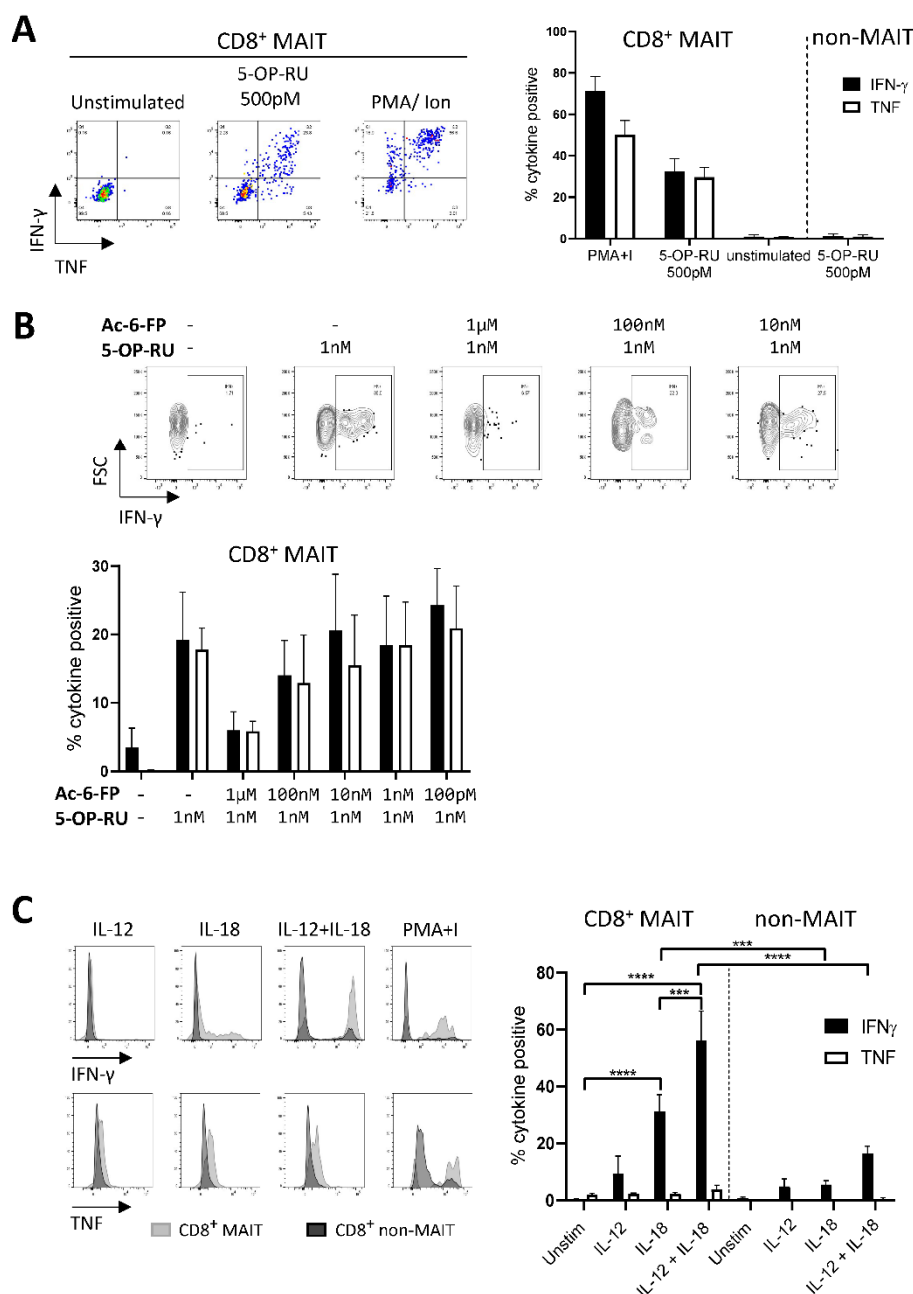 A
CD8⁺ MAIT
Unstimulated
5-OP-RU
500pM
PMA/ Ion
IFN-γ
TNF
CD8⁺ MAIT
non-MAIT
IFN-γ
TNF
% cytokine positive
100
80
60
40
20
0
PMA+I
5-OP-RU
500pM
unstimulated
5-OP-RU
500pM
B
Ac-6-FP - - 1µM 100nM 10nM
5-OP-RU - 1nM 1nM 1nM 1nM
FSC
IFN-γ
CD8⁺ MAIT
% cytokine positive
30
20
10
0
Ac-6-FP - - 1µM 100nM 10nM 1nM 100pM
5-OP-RU - 1nM 1nM 1nM 1nM 1nM 1nM
C
IL-12
IL-18
IL-12+IL-18
PMA+I
IFN-γ
TNF
CD8⁺ MAIT
CD8⁺ non-MAIT
CD8⁺ MAIT
non-MAIT
***
****
****
***
****
IFNγ
TNF
% cytokine positive
80
60
40
20
0
Unstim
IL-12
IL-18
IL-12 + IL-18
Unstim
IL-12
IL-18
IL-12 + IL-18